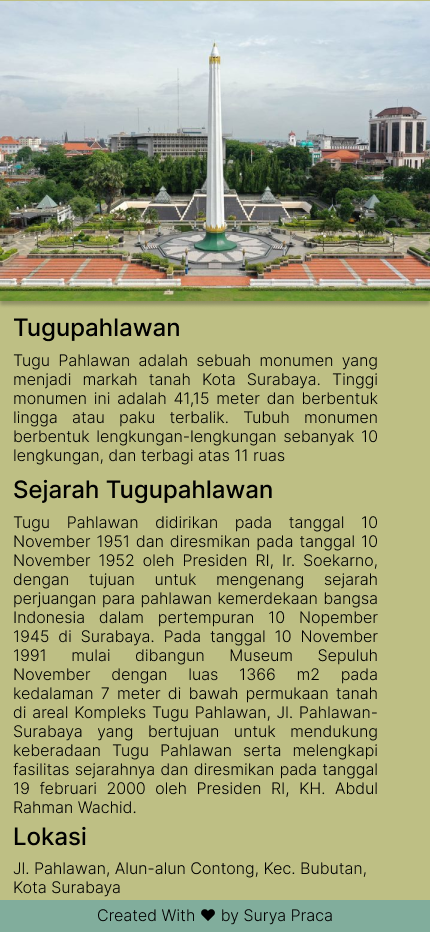 Tugupahlawan
Tugu Pahlawan adalah sebuah monumen yang
menjadi markah tanah Kota Surabaya. Tinggi
monumen ini adalah 41,15 meter dan berbentuk
lingga atau paku terbalik. Tubuh monumen
berbentuk lengkungan-lengkungan sebanyak 10
lengkungan, dan terbagi atas 11 ruas
Sejarah Tugupahlawan
Tugu Pahlawan didirikan pada tanggal 10
November 1951 dan diresmikan pada tanggal 10
November 1952 oleh Presiden RI, Ir. Soekarno,
dengan tujuan untuk mengenang sejarah
perjuangan para pahlawan kemerdekaan bangsa
Indonesia dalam pertempuran 10 Nopember
1945 di Surabaya. Pada tanggal 10 November
1991 mulai dibangun Museum Sepuluh
November dengan luas 1366 m2 pada
kedalaman 7 meter di bawah permukaan tanah
di areal Kompleks Tugu Pahlawan, Jl. Pahlawan-
Surabaya yang bertujuan untuk mendukung
keberadaan Tugu Pahlawan serta melengkapi
fasilitas sejarahnya dan diresmikan pada tanggal
19 februari 2000 oleh Presiden RI, KH. Abdul
Rahman Wachid.
Lokasi
Jl. Pahlawan, Alun-alun Contong, Kec. Bubutan,
Kota Surabaya
Created With ❤ by Surya Praca